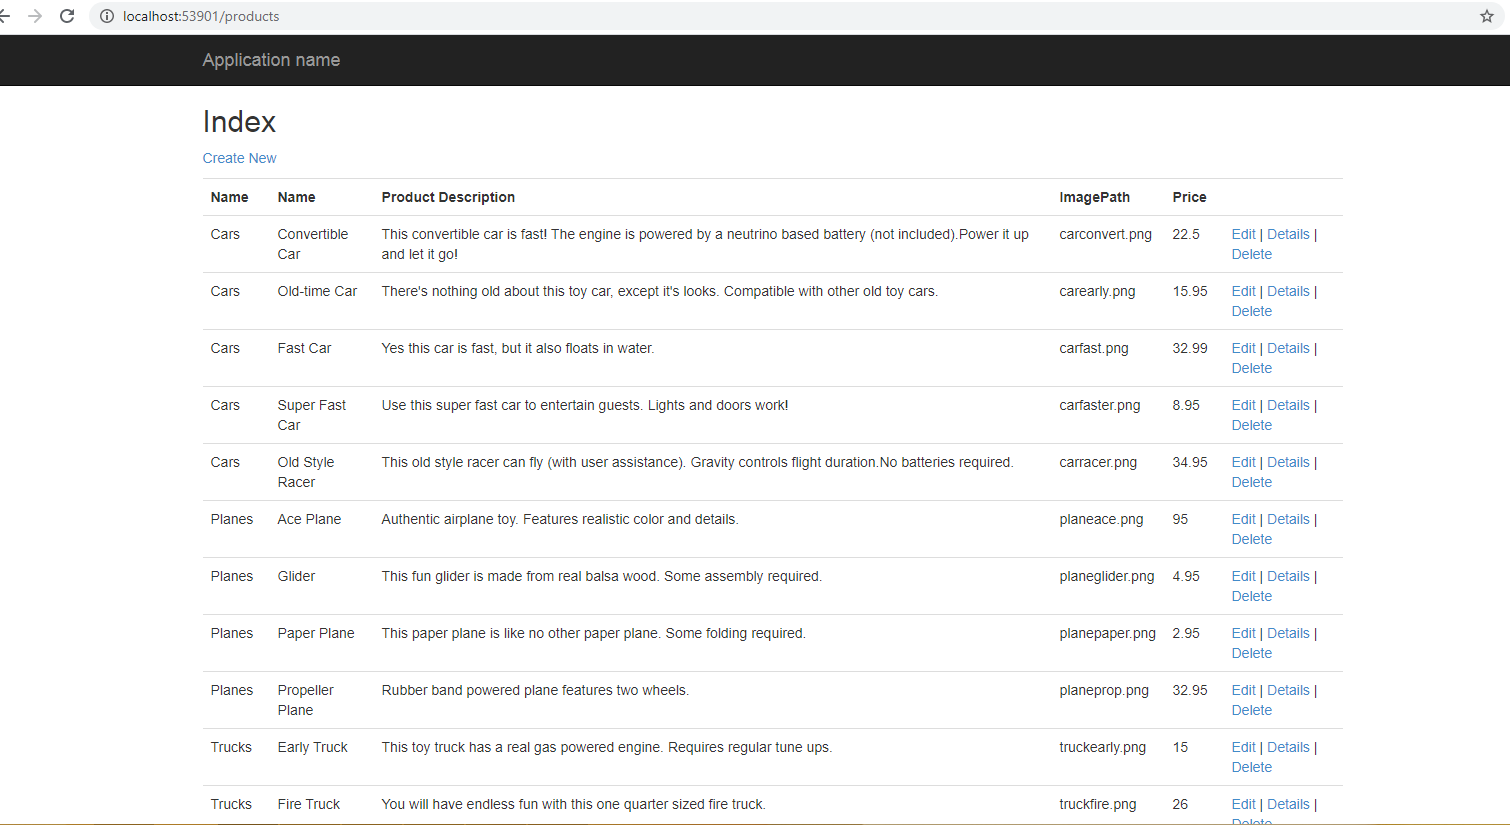 localhost:53901/products
Application name
Index
Create New
Name Name Product Description ImagePath Price
Cars Convertible This convertible car is fast! The engine is powered by a neutrino based battery (not included).Power it up carconvert.png 22.5 Edit | Details |
Car and let it go! Delete
Cars Old-time Car There's nothing old about this toy car, except it's looks. Compatible with other old toy cars. carearly.png 15.95 Edit | Details |
Delete
Cars Fast Car Yes this car is fast, but it also floats in water. carfast.png 32.99 Edit | Details |
Delete
Cars Super Fast Use this super fast car to entertain guests. Lights and doors work! carfaster.png 8.95 Edit | Details |
Car Delete
Cars Old Style This old style racer can fly (with user assistance). Gravity controls flight duration.No batteries required. carracer.png 34.95 Edit | Details |
Racer Delete
Planes Ace Plane Authentic airplane toy. Features realistic color and details. planeace.png 95 Edit | Details |
Delete
Planes Glider This fun glider is made from real balsa wood. Some assembly required. planeglider.png 4.95 Edit | Details |
Delete
Planes Paper Plane This paper plane is like no other paper plane. Some folding required. planepaper.png 2.95 Edit | Details |
Delete
Planes Propeller Rubber band powered plane features two wheels. planeprop.png 32.95 Edit | Details |
Plane Delete
Trucks Early Truck This toy truck has a real gas powered engine. Requires regular tune ups. truckearly.png 15 Edit | Details |
Delete
Trucks Fire Truck You will have endless fun with this one quarter sized fire truck. truckfire.png 26 Edit | Details |
Delete